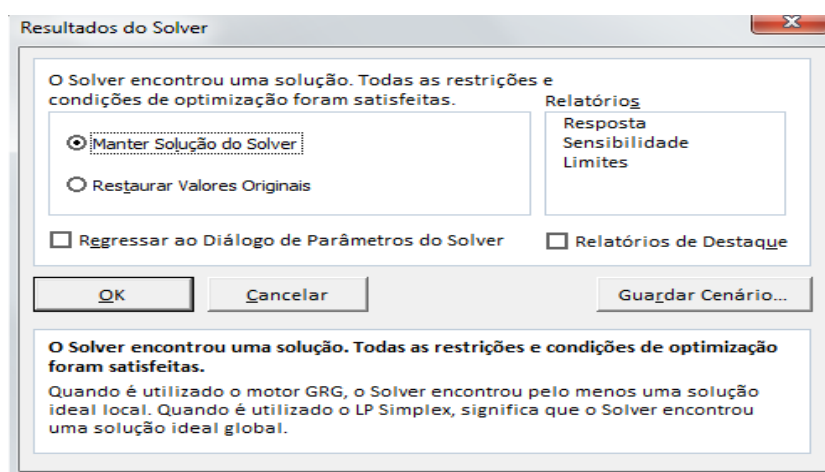 Resultados do Solver
O Solver encontrou uma solução. Todas as restrições e
condições de optimização foram satisfeitas.
Relatórios
Resposta
Sensibilidade
Limites
Manter Solução do Solver
Restaurar Valores Originais
Regressar ao Diálogo de Parâmetros do Solver
Relatórios de Destaque
OK
Cancelar
Guardar Cenário...
O Solver encontrou uma solução. Todas as restrições e condições de optimização
foram satisfeitas.
Quando é utilizado o motor GRG, o Solver encontrou pelo menos uma solução
ideal local. Quando é utilizado o LP Simplex, significa que o Solver encontrou
uma solução ideal global.